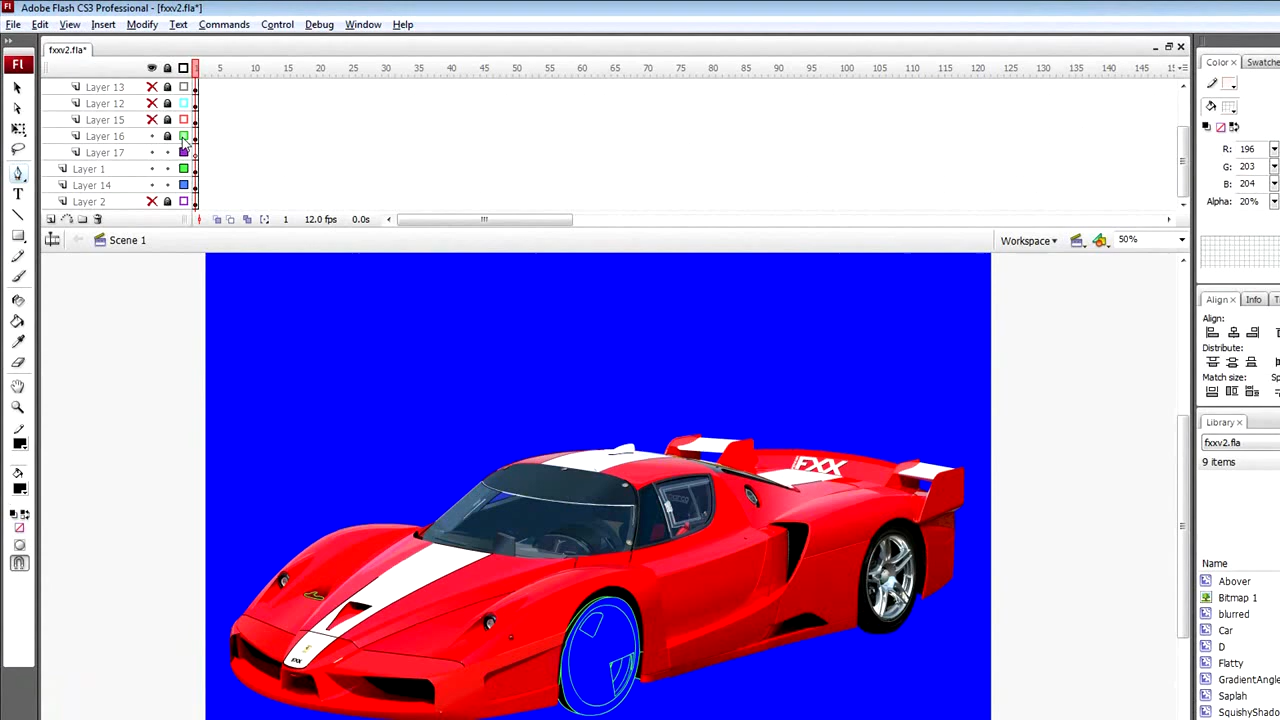 Fl Adobe Flash CS3 Professional - [fxxv2.fla*]
File Edit View Insert Modify Text Commands Control Debug Window Help
fxxv2.fla*
Fl
5 10 15 20 25 30 35 40 45 50 55 60 65 70 75 80 85 90 95 100 105 110 115 120 125 130 135 140 145 15
Layer 13
Layer 12
Layer 15
Layer 16
Layer 17
Layer 1
Layer 14
Layer 2
1 12.0 fps 0.0s
Scene 1
Workspace 50%
T
Color Swatche
R: 196
G: 203
B: 204
Alpha: 20%
Align Info T
Align:
Distribute:
Match size: Sp
Library
fxxv2.fla
9 items
Name
Abover
Bitmap 1
blurred
Car
D
Flatty
GradientAngle
Saplah
SquishyShado
FXX
FXX